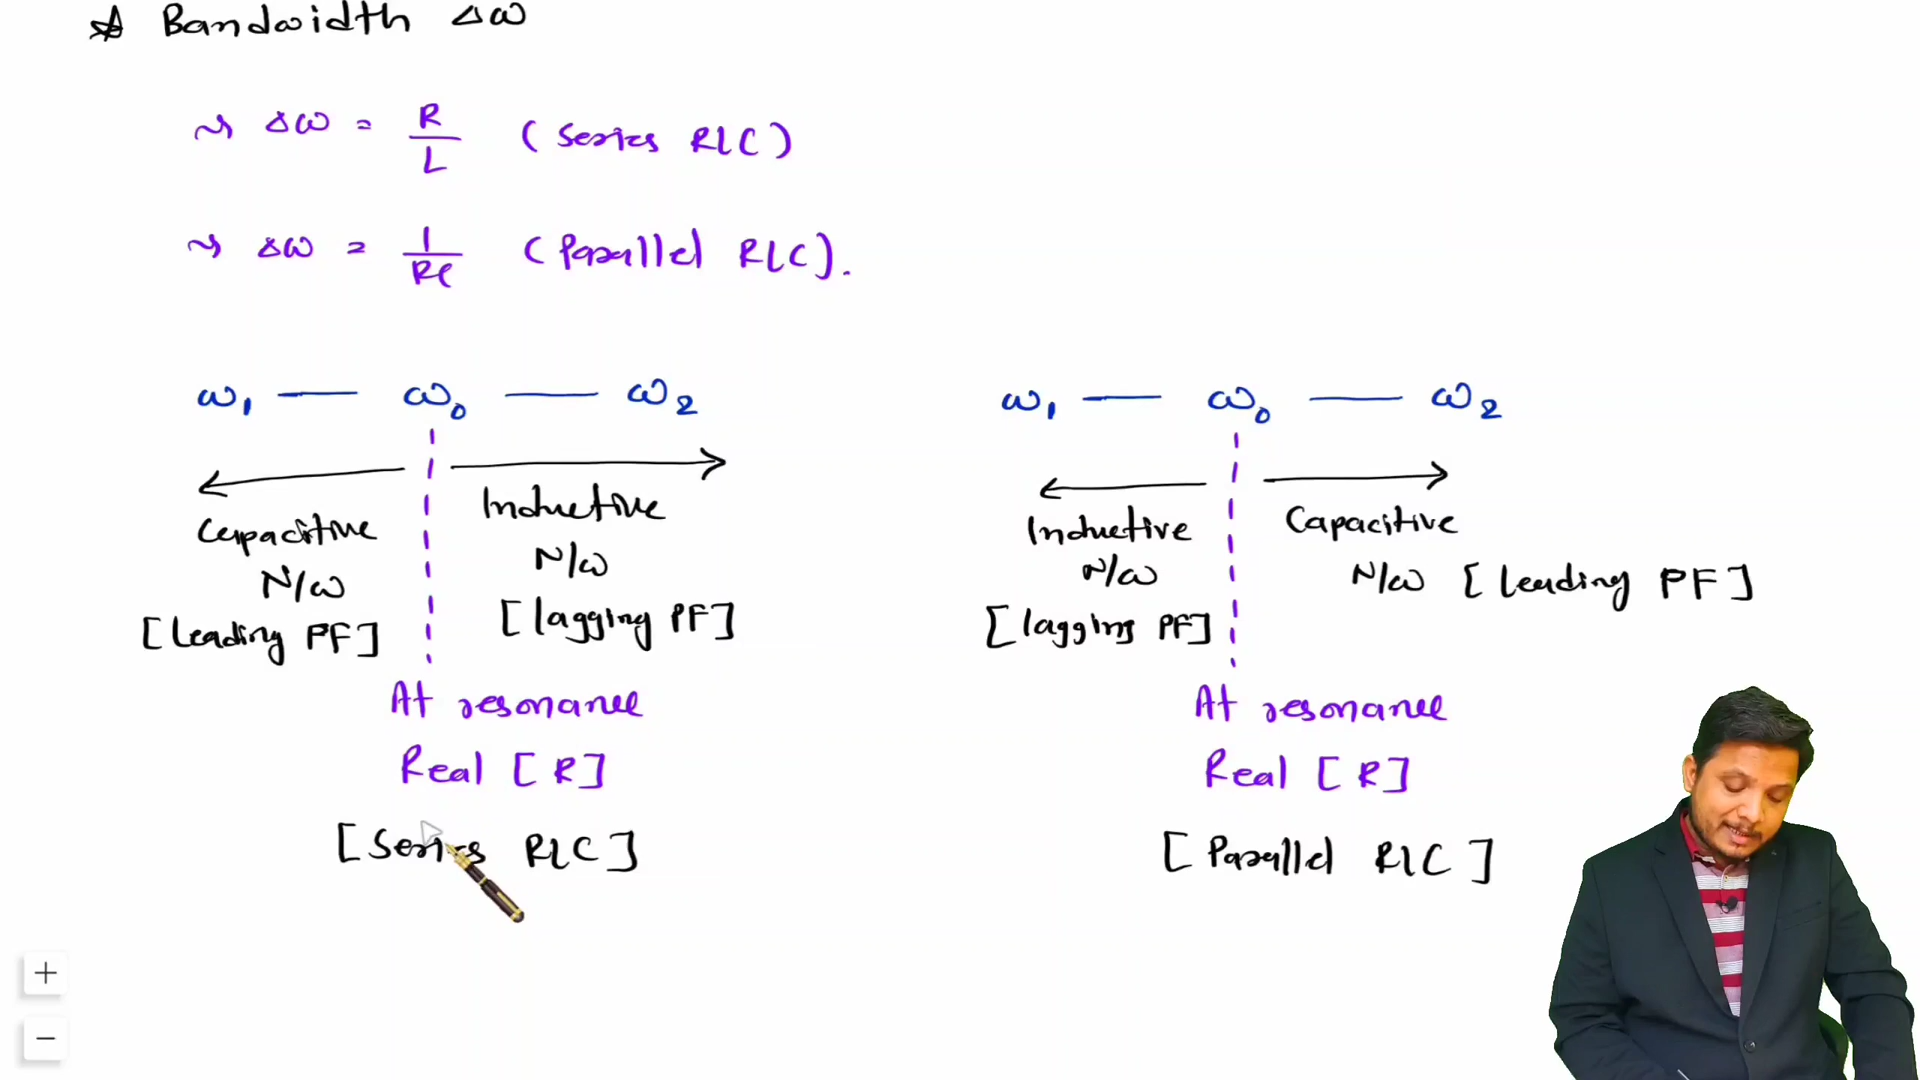 * Bandwidth Δω
~> Δω = R/L (Series RLC)
~> Δω = 1/RC (Parallel RLC).
ω₁ — ω₀ — ω₂
Capacitive
N/ω
[leading PF]
Inductive
N/ω
[lagging PF]
At resonance
Real [R]
[Series RLC]
ω₁ — ω₀ — ω₂
Inductive
N/ω
[lagging PF]
Capacitive
N/ω [leading PF]
At resonance
Real [R]
[Parallel RLC]
+
−